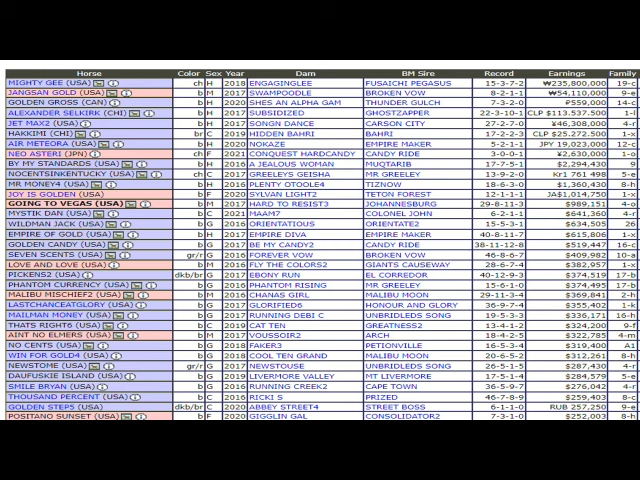 Horse Color Sex Year Dam BM Sire Record Earnings Family
MIGHTY GEE (USA) ch H 2018 ENGAGINGLEE FUSAICHI PEGASUS 15-3-7-2 ₩235,800,000 19-c
JANGSAN GOLD (USA) b M 2017 SWAMPOODLE BROKEN VOW 8-2-1-1 ₩54,110,000 9-e
GOLDEN GROSS (CAN) b H 2020 SHES AN ALPHA GAM THUNDER GULCH 7-3-2-0 ₽559,000 14-c
ALEXANDER SELKIRK (CHI) b H 2017 SUBSIDIZED GHOSTZAPPER 22-3-10-1 CLP $113,537,500 1-l
JET MAX2 (USA) b H 2017 SONGN DANCE CARSON CITY 27-2-7-0 ₩46,308,000 4-r
HAKKIMI (CHI) br C 2019 HIDDEN BAHRI BAHRI 17-2-2-3 CLP $25,272,000 1-x
AIR METEORA (USA) b H 2020 NOKAZE EMPIRE MAKER 5-2-1-1 JPY 19,023,000 12-c
NEO ASTERI (JPN) ch F 2021 CONQUEST HARDCANDY CANDY RIDE 3-0-0-1 ¥2,630,000 1-o
BY MY STANDARDS (USA) b H 2016 A JEALOUS WOMAN MUQTARIB 17-7-5-1 $2,294,430 9
NOCENTSINKENTUCKY (USA) ch C 2017 GREELEYS GEISHA MR GREELEY 13-9-2-0 Kr1 761 498 5-e
MR MONEY4 (USA) b H 2016 PLENTY OTOOLE4 TIZNOW 18-6-3-0 $1,360,430 8-h
JOY IS GOLDEN (USA) b F 2020 SYLVAN LIGHT2 TETON FOREST 12-1-1-1 JA$1,014,750 1-x
GOING TO VEGAS (USA) b M 2017 HARD TO RESIST3 JOHANNESBURG 29-8-11-3 $989,151 4-o
MYSTIK DAN (USA) b C 2021 MAAM7 COLONEL JOHN 6-2-1-1 $641,360 4-r
WILDMAN JACK (USA) b G 2016 ORIENTATIOUS ORIENTATE2 15-5-3-3 $634,505 26
EMPIRE OF GOLD (USA) b G 2017 EMPIRE DIVA EMPIRE MAKER 40-8-11-7 $581,111 9-h
GOLDEN CANDY (USA) b G 2017 BE MY CANDY2 CANDY RIDE 38-11-12-8 $519,447 16-c
SEVEN SCENTS (USA) gr/r G 2017 FOREVER VOW BROKEN VOW 46-8-6-7 $409,982 10-a
LOVE AND LOVE (USA) b M 2016 FLY THE COLORS2 GIANTS CAUSEWAY 28-6-7-4 $382,957 1-x
PICKENS2 (USA) dkb/br G 2017 EBONY RUN EL CORREDOR 40-12-9-3 $374,519 17-b
PHANTOM CURRENCY (USA) b G 2016 PHANTOM RISING MR GREELEY 15-6-1-0 $374,495 17-b
MALIBU MISCHIEF2 (USA) b M 2016 CHANAS GIRL MALIBU MOON 29-11-3-4 $369,841 2-h
LASTCHANCEATGLORY (USA) b G 2017 GLORIFIED6 HONOUR AND GLORY 36-9-7-4 $355,402 1-k
MAILMAN MONEY (USA) b G 2017 RUNNING DEBI C UNBRIDLEDS SONG 19-5-3-3 $336,171 16-h
THATS RIGHT6 (USA) b C 2019 CAT TEN GREATNESS2 13-4-1-2 $324,200 9-f
AINT NO ELMERS (USA) b M 2017 VOUSSOIR2 ARCH 18-4-2-5 $322,785 4-m
NO CENTS (USA) b G 2018 FAKER3 PETIONVILLE 16-4-3-4 $319,340 A1
WIN FOR GOLD4 (USA) b G 2018 COOL TEN GRAND MALIBU MOON 20-6-5-2 $312,261 8-h
NEWSTOME (USA) gr/r G 2017 NEWSTOUSE UNBRIDLEDS SONG 26-5-1-5 $287,430 4-r
DAUFUSKIE ISLAND (USA) b G 2019 LIVERMORE VALLEY MT LIVERMORE 17-5-1-4 $284,579 5-e
SMILE BRYAN (USA) b G 2016 RUNNING CREEK2 CAPE TOWN 36-5-9-7 $276,042 4-r
THOUSAND PERCENT (USA) b G 2016 RICKI S PRIZED 46-7-8-9 $259,403 8-c
GOLDEN STEP5 (USA) dkb/br C 2020 ABBEY STREET4 STREET BOSS 6-1-1-0 RUB 257,250 9-e
POSITANO SUNSET (USA) b F 2020 GIGGLIN GAL CONSOLIDATOR2 7-3-1-0 $252,003 8-h